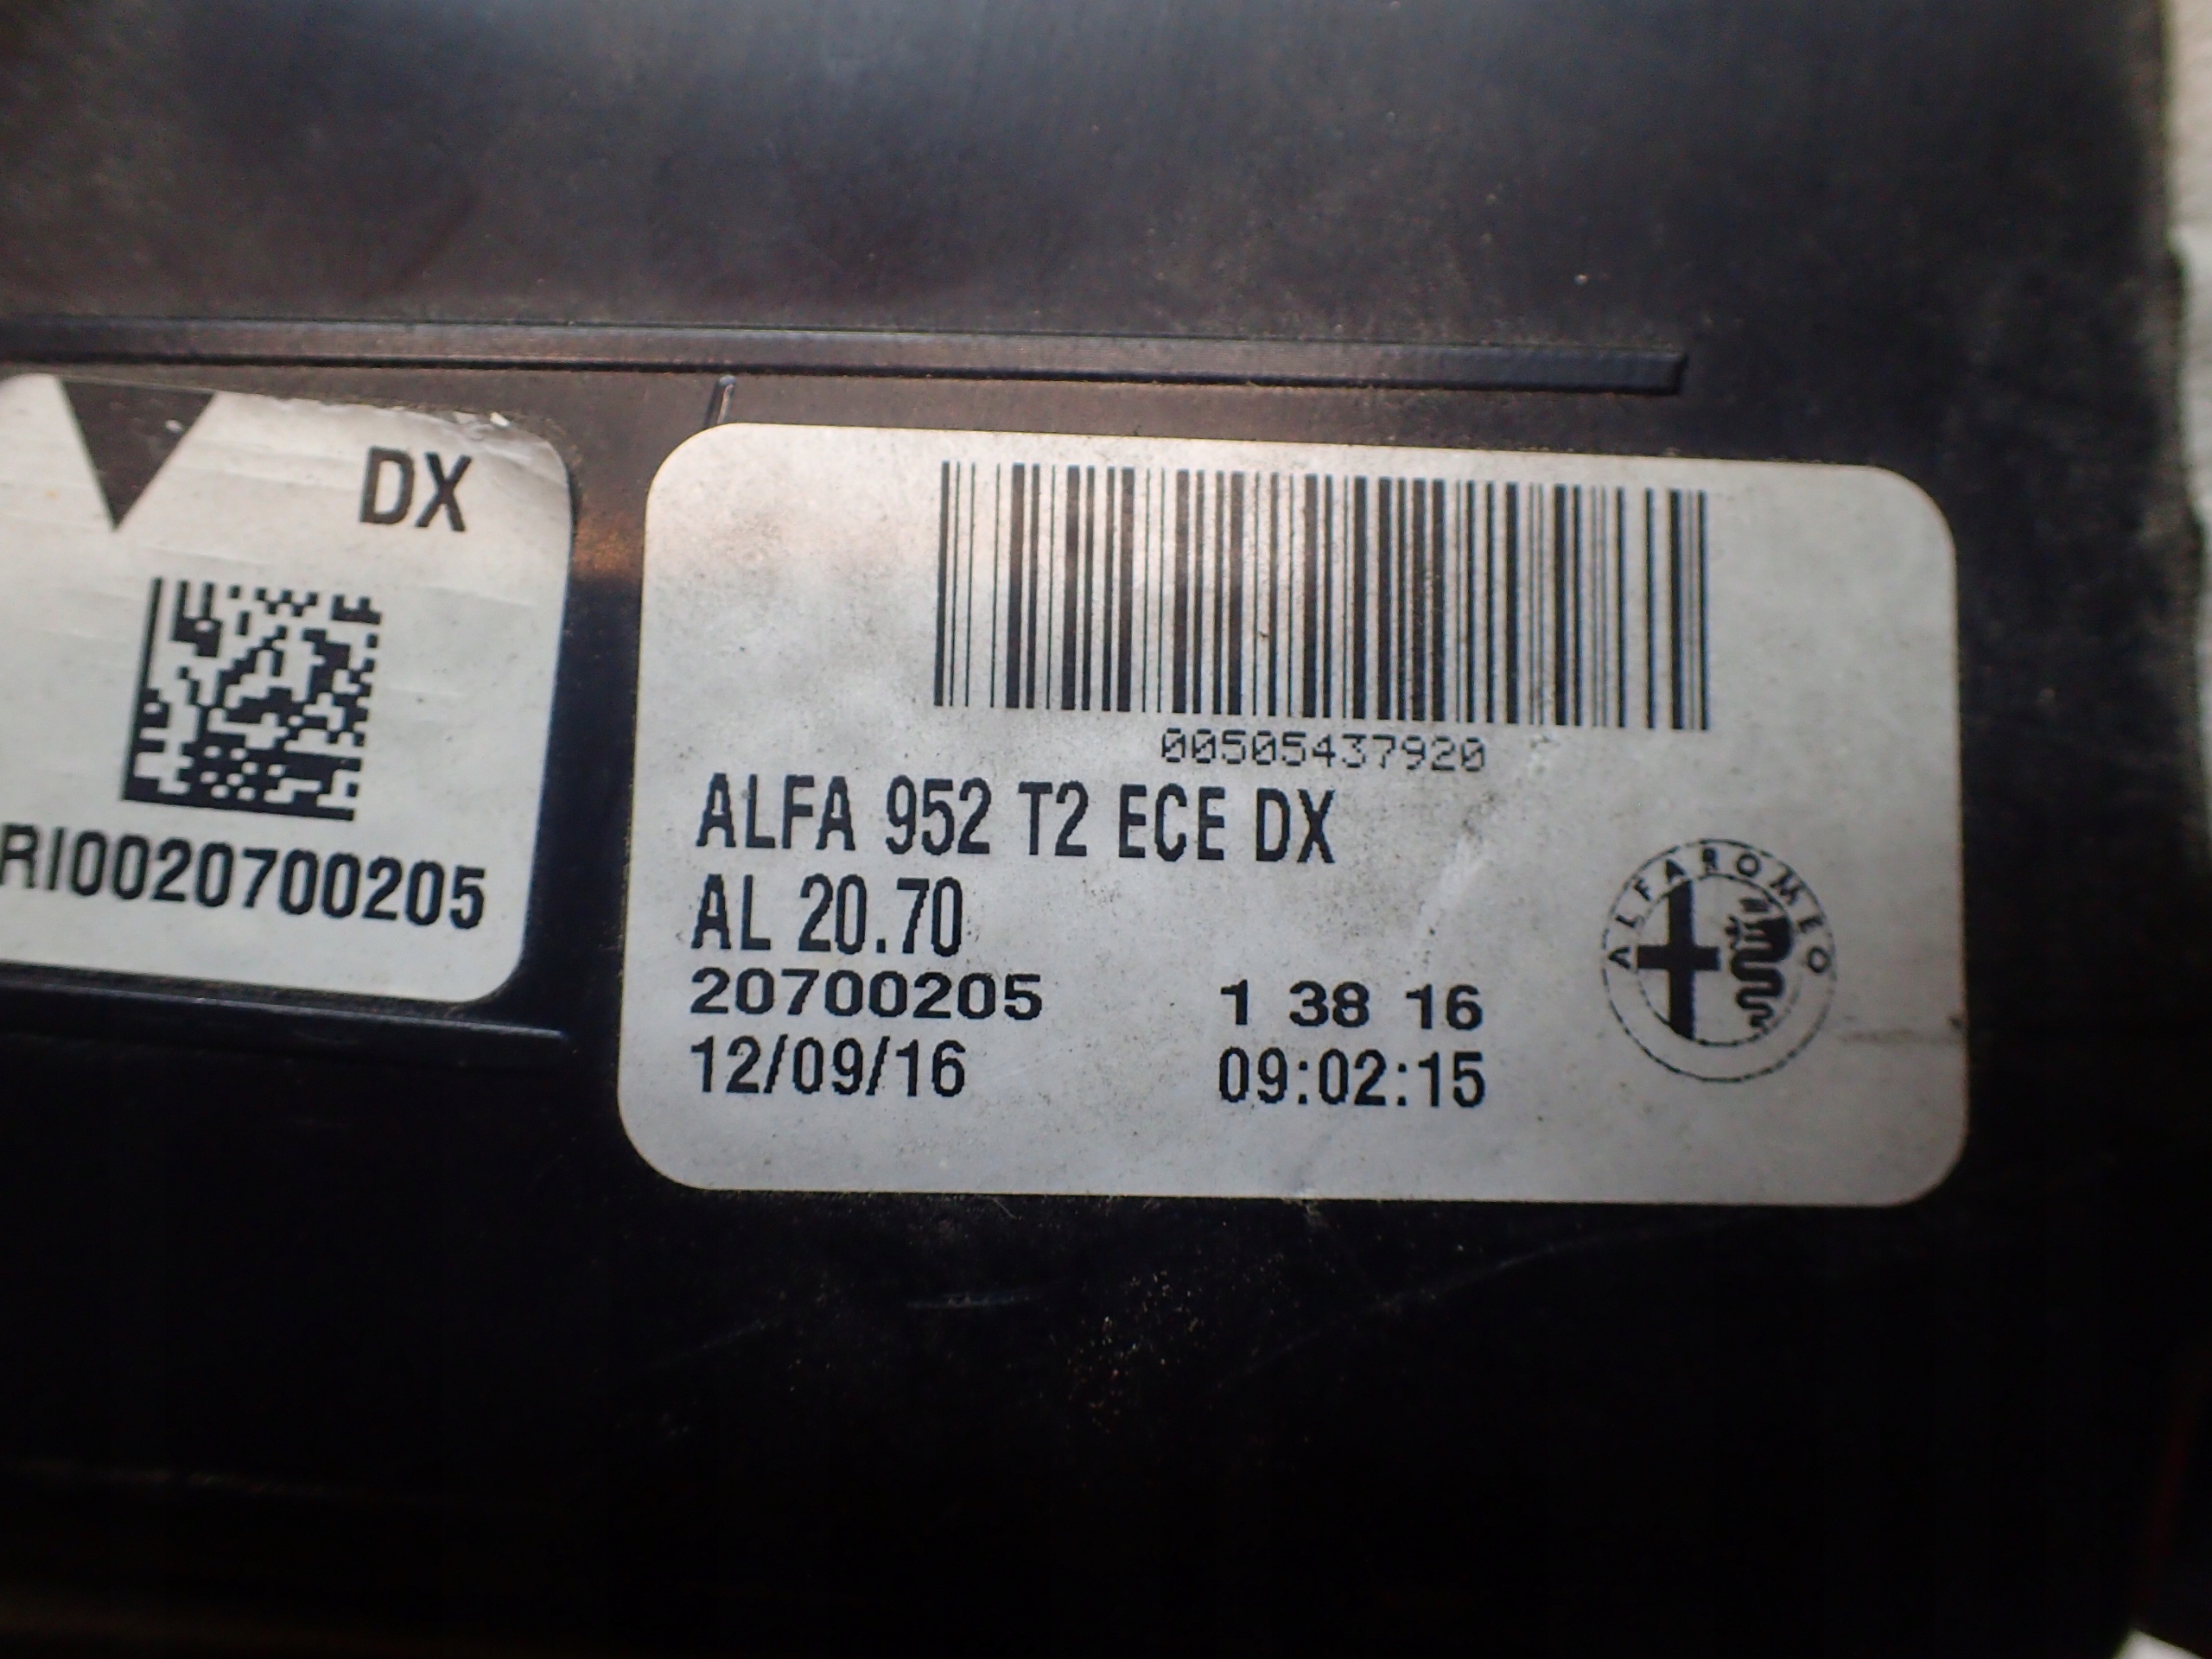 DX
RI0020700205
00505437920
ALFA 952 T2 ECE DX
AL 20.70
20700205 1 38 16
12/09/16 09:02:15
ALFA ROMEO